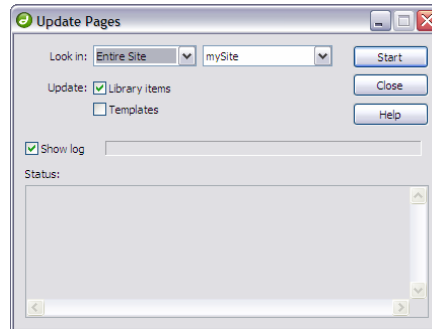 Update Pages
Look in: Entire Site mySite Start
Update: Library items Close
Templates Help
Show log
Status: